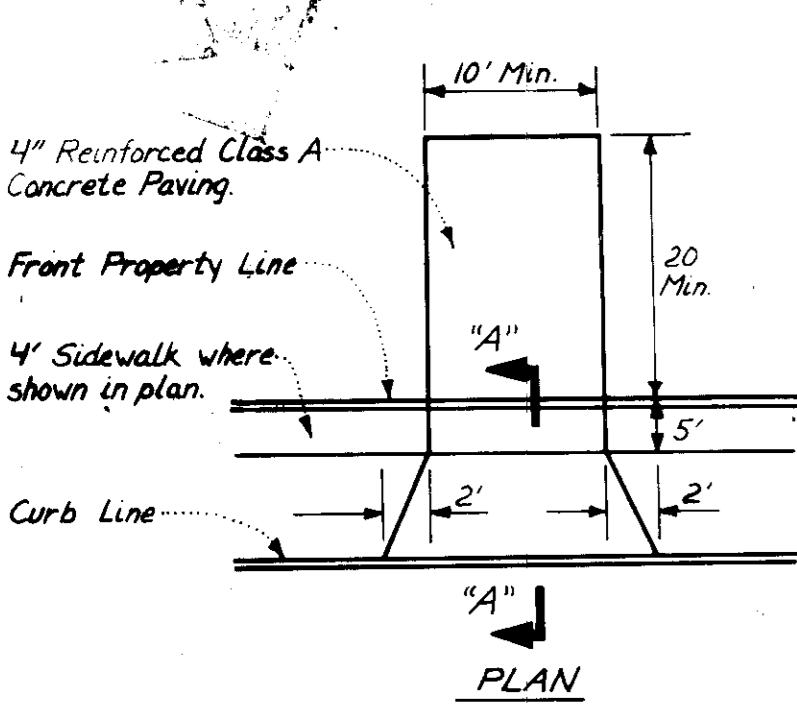 10' Min.
4" Reinforced Class A
Concrete Paving.
Front Property Line
20
Min.
"A"
4' Sidewalk where
shown in plan.
5'
2'
2'
Curb Line
"A"
PLAN